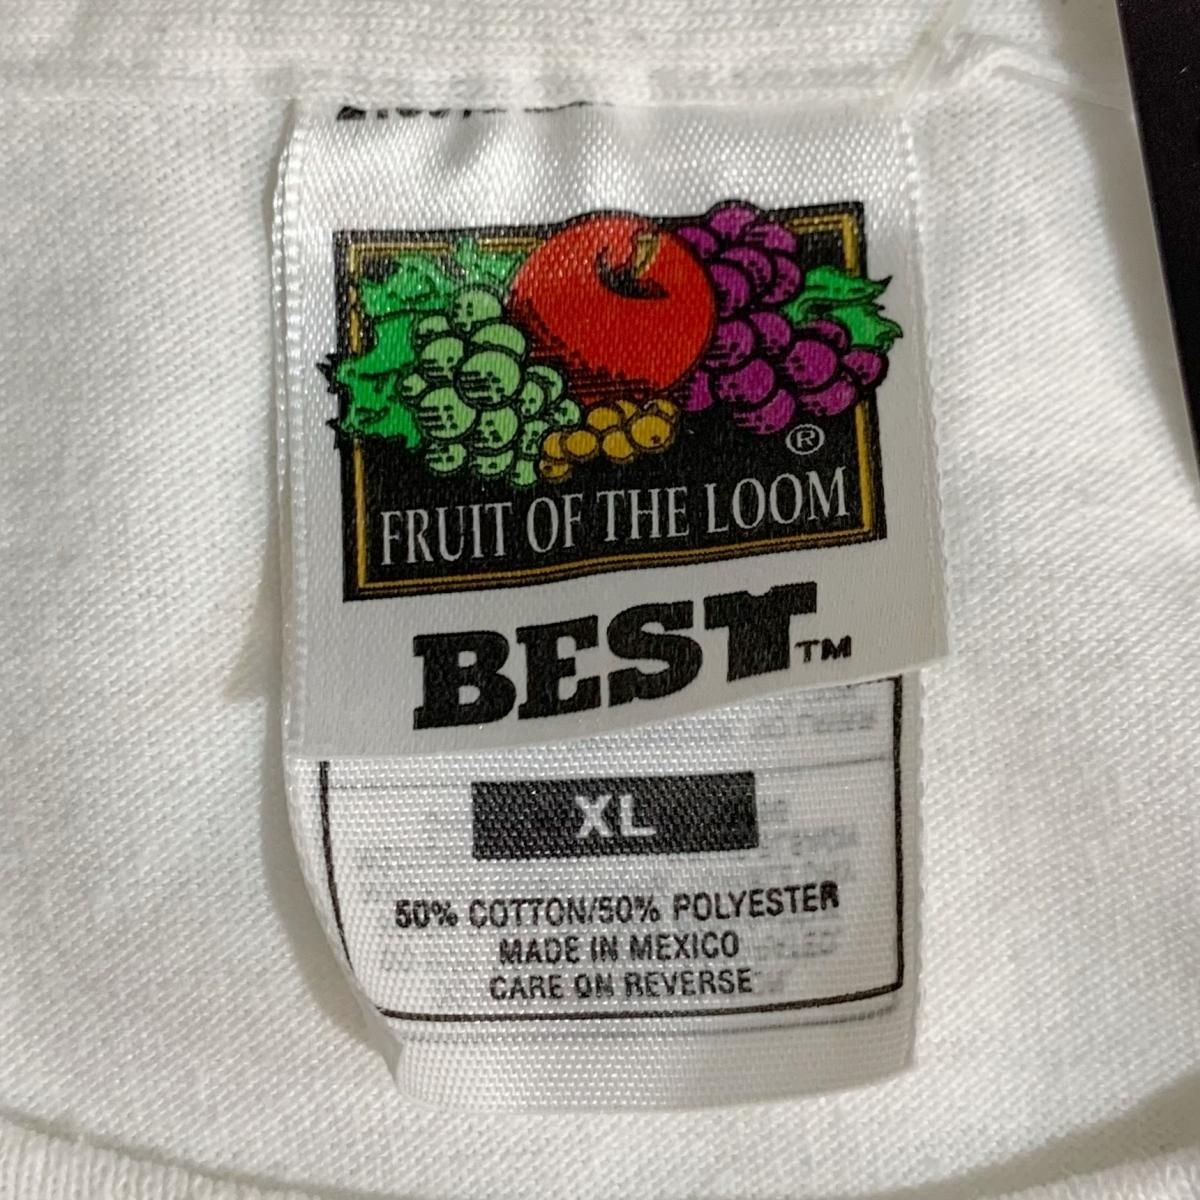 ®
FRUIT OF THE LOOM
BEST™
XL
50% COTTON/50% POLYESTER
MADE IN MEXICO
CARE ON REVERSE